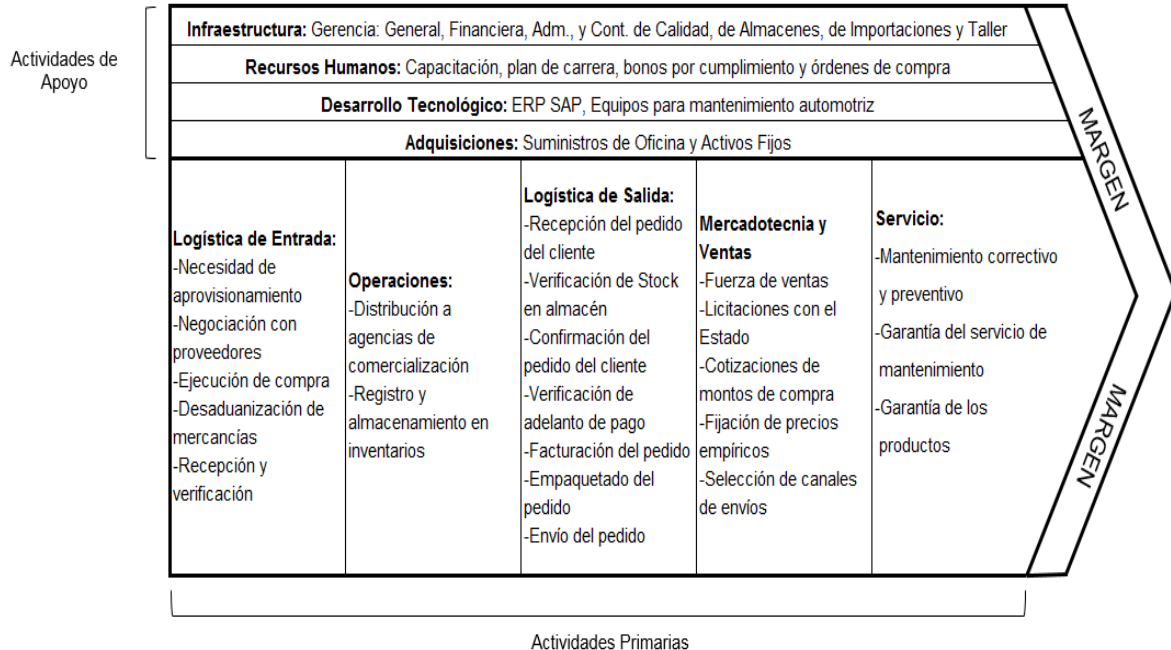 Actividades de
Apoyo
Infraestructura: Gerencia: General, Financiera, Adm., y Cont. de Calidad, de Almacenes, de Importaciones y Taller
Recursos Humanos: Capacitación, plan de carrera, bonos por cumplimiento y órdenes de compra
Desarrollo Tecnológico: ERP SAP, Equipos para mantenimiento automotriz
Adquisiciones: Suministros de Oficina y Activos Fijos
Logística de Entrada:
-Necesidad de
aprovisionamiento
-Negociación con
proveedores
-Ejecución de compra
-Desaduanización de
mercancías
-Recepción y
verificación
Operaciones:
-Distribución a
agencias de
comercialización
-Registro y
almacenamiento en
inventarios
Logística de Salida:
-Recepción del pedido
del cliente
-Verificación de Stock
en almacén
-Confirmación del
pedido del cliente
-Verificación de
adelanto de pago
-Facturación del pedido
-Empaquetado del
pedido
-Envío del pedido
Mercadotecnia y
Ventas
-Fuerza de ventas
-Licitaciones con el
Estado
-Cotizaciones de
montos de compra
-Fijación de precios
empíricos
-Selección de canales
de envíos
Servicio:
-Mantenimiento correctivo
y preventivo
-Garantía del servicio de
mantenimiento
-Garantía de los
productos
MARGEN
MARGEN
Actividades Primarias